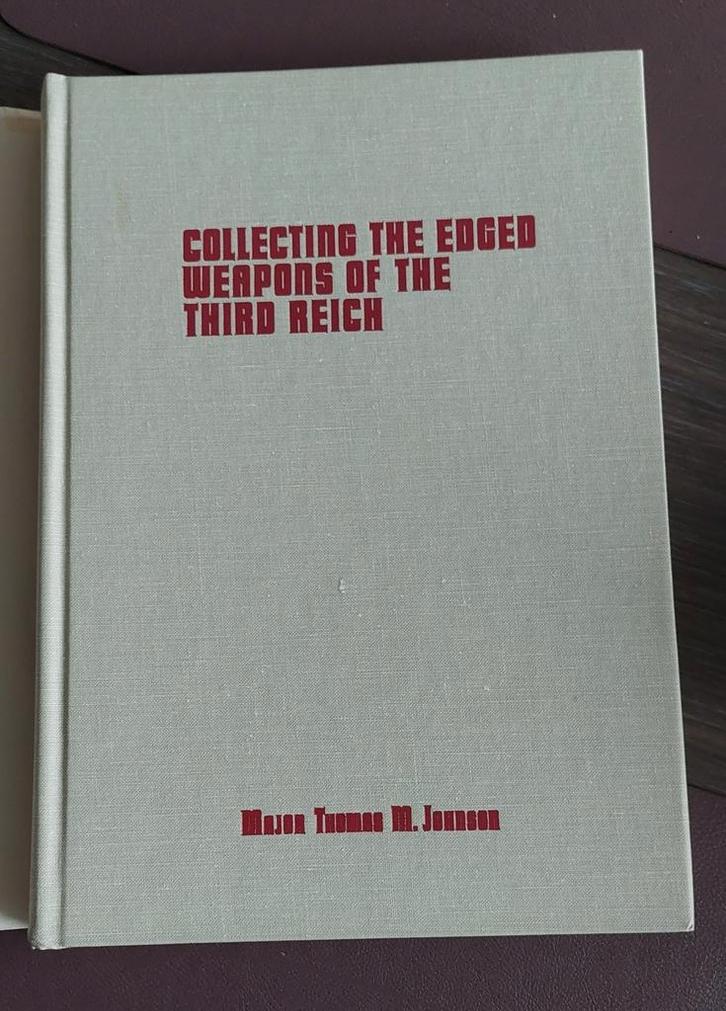 COLLECTING THE EDGED
WEAPONS OF THE
THIRD REICH
MAJOR THOMAS M. JOHNSON